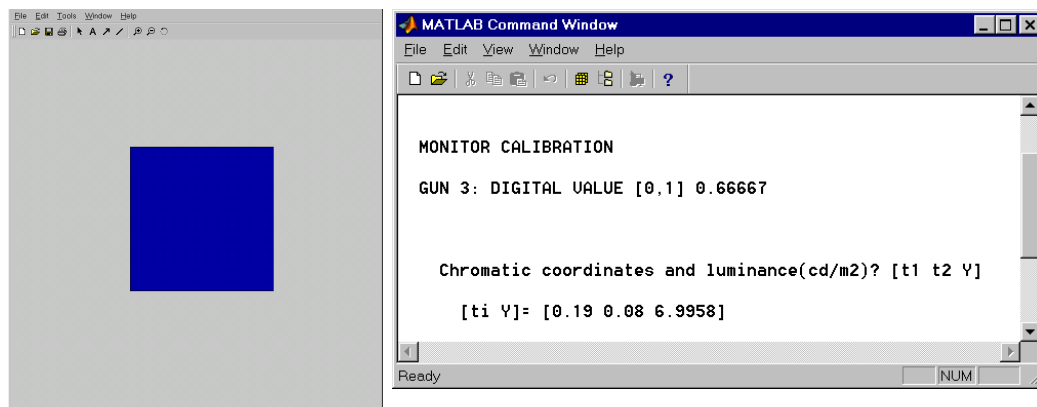 File Edit Tools Window Help
A
MATLAB Command Window
File Edit View Window Help
?
MONITOR CALIBRATION
GUN 3: DIGITAL VALUE [0,1] 0.66667
Chromatic coordinates and luminance(cd/m2)? [t1 t2 Y]
[ti Y]= [0.19 0.08 6.9958]
Ready
NUM